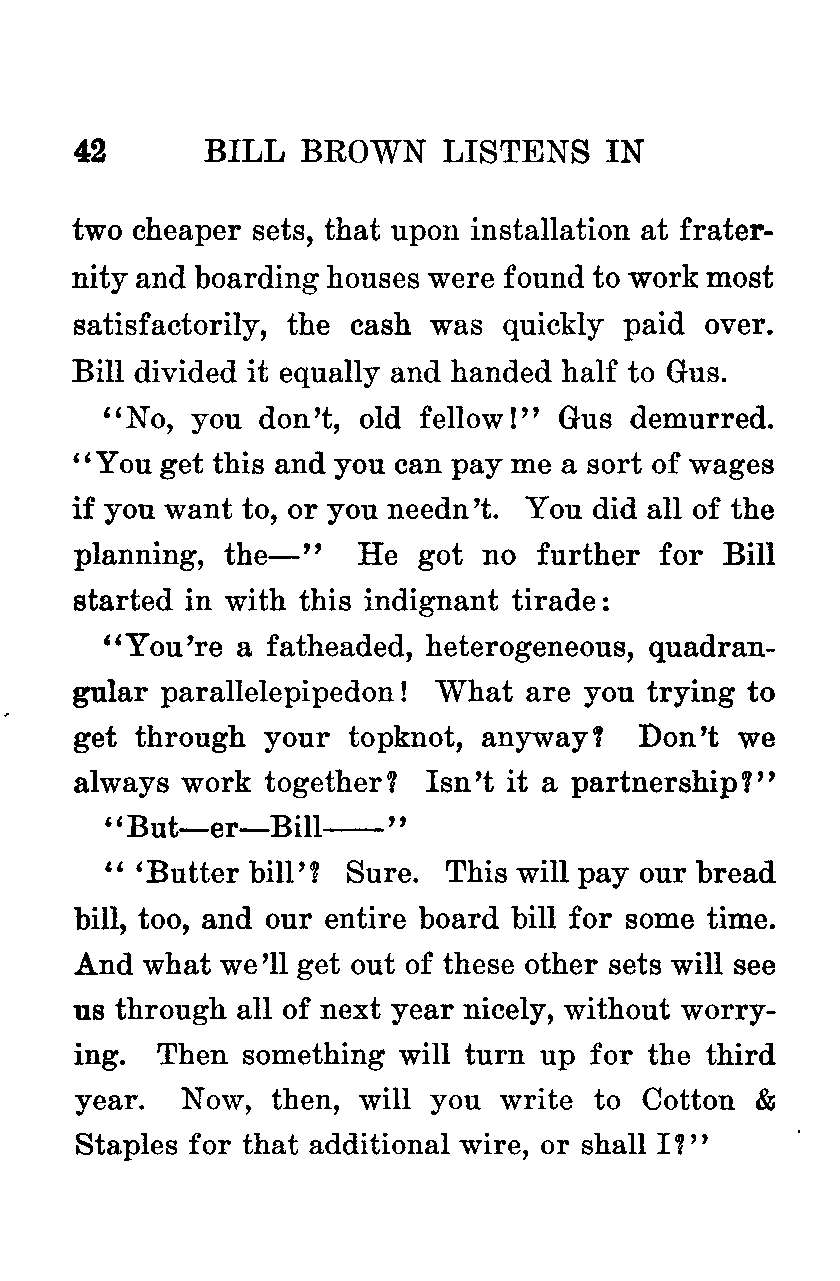 42 BILL BROWN LISTENS IN
two cheaper sets, that upon installation at frater-
nity and boarding houses were found to work most
satisfactorily, the cash was quickly paid over.
Bill divided it equally and handed half to Gus.
“No, you don’t, old fellow!” Gus demurred.
“You get this and you can pay me a sort of wages
if you want to, or you needn’t. You did all of the
planning, the—” He got no further for Bill
started in with this indignant tirade:
“You’re a fatheaded, heterogeneous, quadran-
gular parallelepipedon! What are you trying to
get through your topknot, anyway? Don’t we
always work together? Isn’t it a partnership?”
“But—er—Bill——”
“ ‘Butter bill’? Sure. This will pay our bread
bill, too, and our entire board bill for some time.
And what we’ll get out of these other sets will see
us through all of next year nicely, without worry-
ing. Then something will turn up for the third
year. Now, then, will you write to Cotton &
Staples for that additional wire, or shall I?”